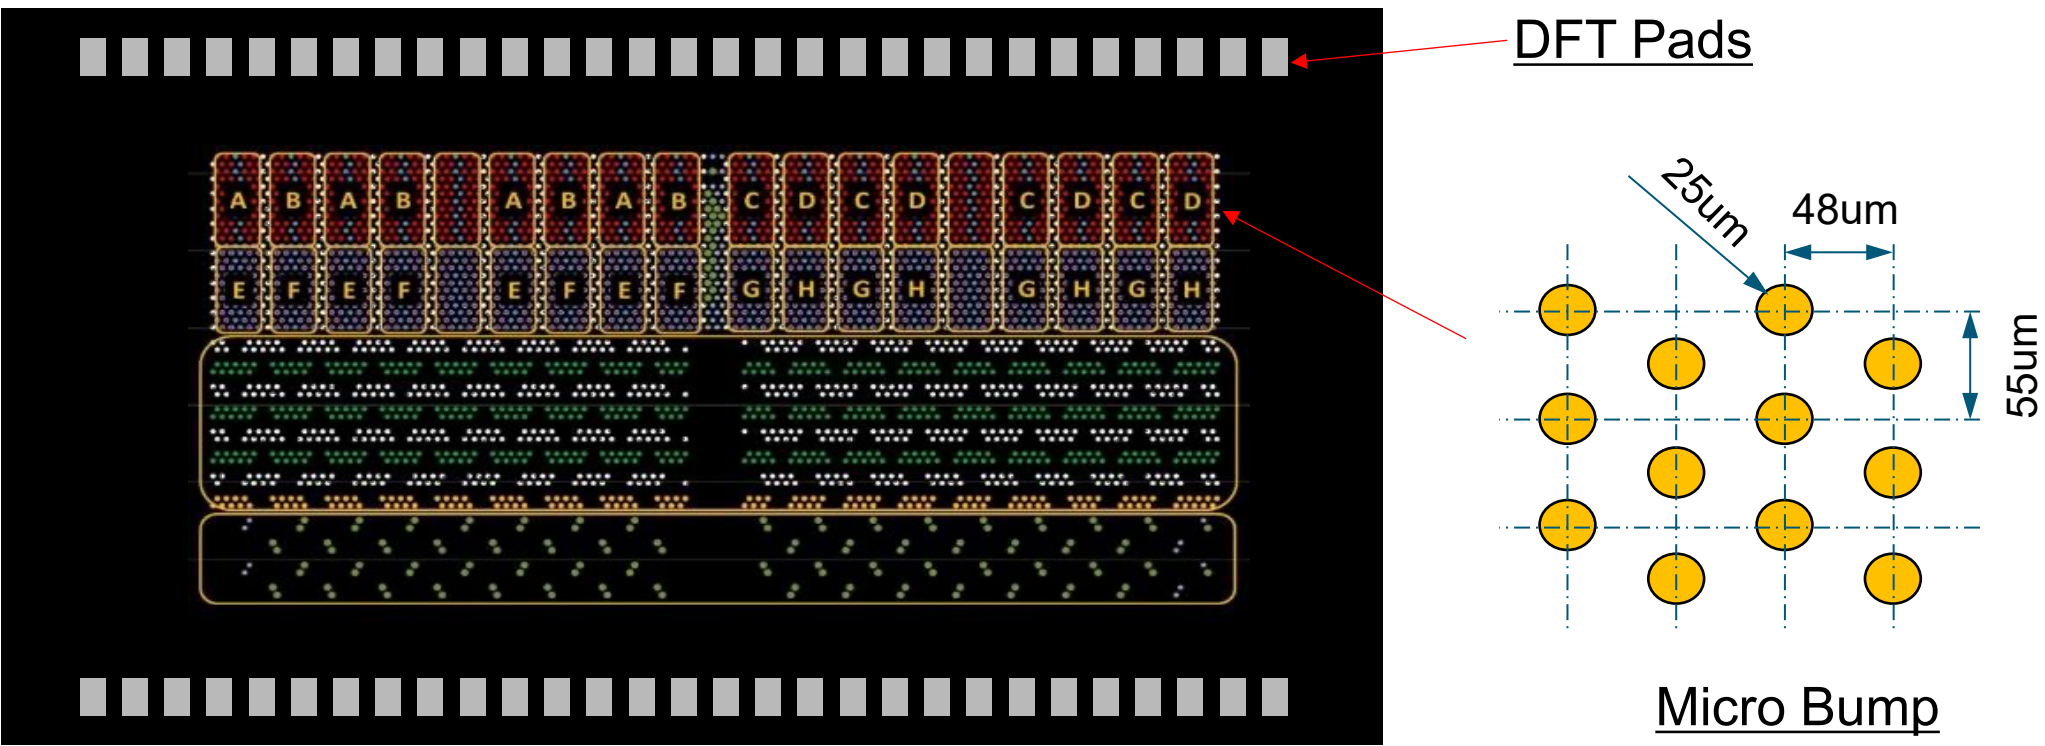 DFT Pads
A B A B A B A B C D C D C D C D
E F E F E F E F G H G H G H G H
25um
48um
55um
Micro Bump